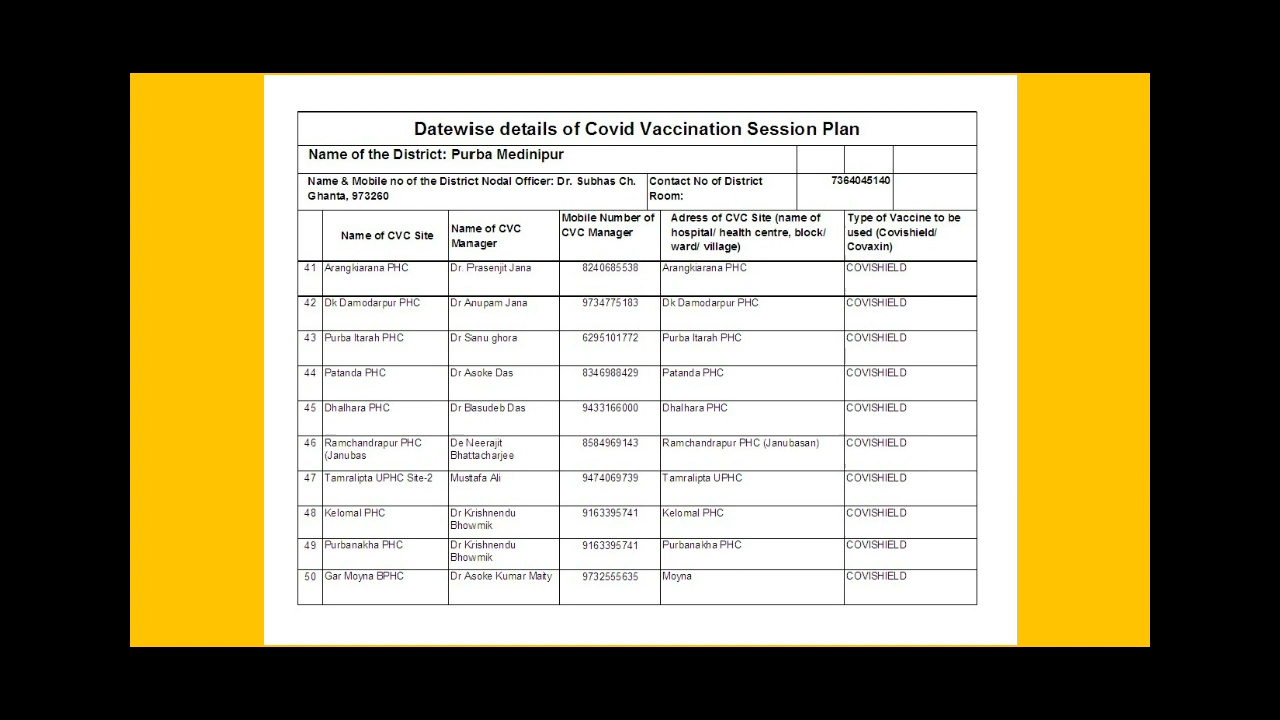 Datewise details of Covid Vaccination Session Plan
Name of the District: Purba Medinipur
Name & Mobile no of the District Nodal Officer: Dr. Subhas Ch. Ghanta, 973260 Contact No of District Room: 7364045140
Name of CVC Site Name of CVC Manager Mobile Number of CVC Manager Adress of CVC Site (name of hospital/ health centre, block/ ward/ village) Type of Vaccine to be used (Covishield/ Covaxin)
41 Arangkiarana PHC Dr. Prasenjit Jana 8240685538 Arangkiarana PHC COVISHIELD
42 Dk Damodarpur PHC Dr Anupam Jana 9734775183 Dk Damodarpur PHC COVISHIELD
43 Purba Itarah PHC Dr Sanu ghora 6295101772 Purba Itarah PHC COVISHIELD
44 Patanda PHC Dr Asoke Das 8346988429 Patanda PHC COVISHIELD
45 Dhalhara PHC Dr Basudeb Das 9433166000 Dhalhara PHC COVISHIELD
46 Ramchandrapur PHC (Janubas De Neerajit Bhattacharjee 8584969143 Ramchandrapur PHC (Janubasan) COVISHIELD
47 Tamralipta UPHC Site-2 Mustafa Ali 9474069739 Tamralipta UPHC COVISHIELD
48 Kelomal PHC Dr Krishnendu Bhowmik 9163395741 Kelomal PHC COVISHIELD
49 Purbanakha PHC Dr Krishnendu Bhowmik 9163395741 Purbanakha PHC COVISHIELD
50 Gar Moyna BPHC Dr Asoke Kumar Maity 9732555635 Moyna COVISHIELD